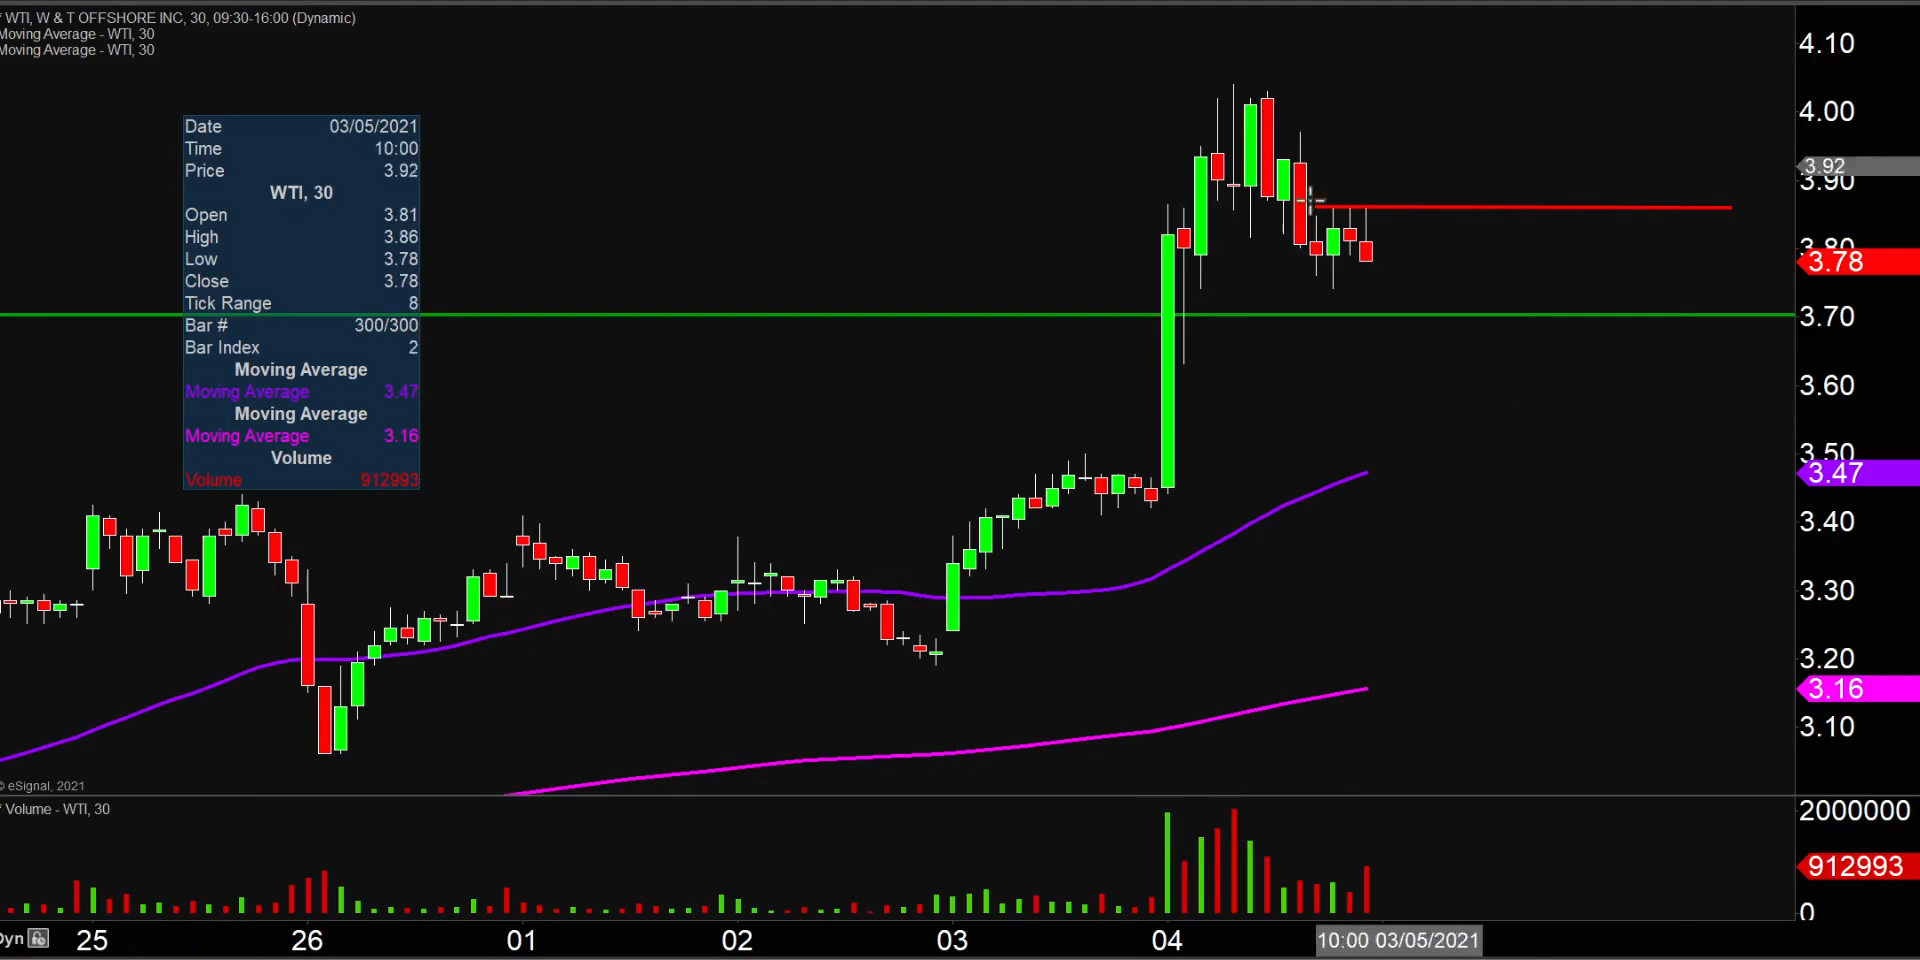 * WTI, W & T OFFSHORE INC, 30, 09:30-16:00 (Dynamic)
Moving Average - WTI, 30
Moving Average - WTI, 30
Date 03/05/2021
Time 10:00
Price 3.92
WTI, 30
Open 3.81
High 3.86
Low 3.78
Close 3.78
Tick Range 8
Bar # 300/300
Bar Index 2
Moving Average
Moving Average 3.47
Moving Average
Moving Average 3.16
Volume
Volume 912993
4.10
4.00
3.92
3.90
3.80
3.78
3.70
3.60
3.50
3.47
3.40
3.30
3.20
3.16
3.10
© eSignal, 2021
* Volume - WTI, 30
2000000
912993
0
Dyn 25 26 01 02 03 04 10:00 03/05/2021